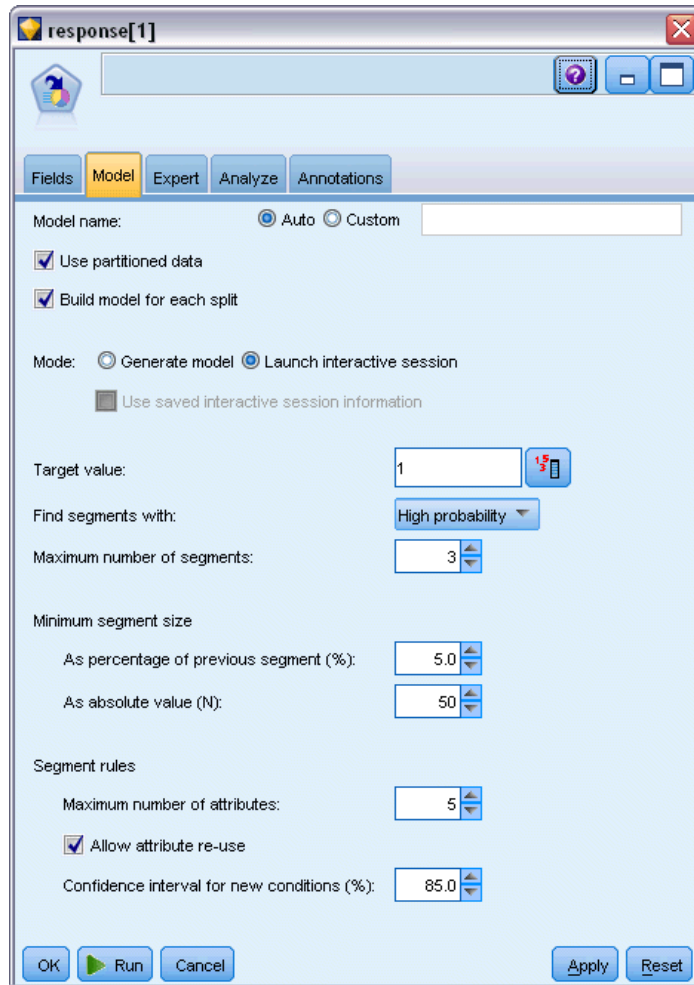 response[1]
Fields Model Expert Analyze Annotations
Model name: Auto Custom
Use partitioned data
Build model for each split
Mode: Generate model Launch interactive session
Use saved interactive session information
Target value: 1
Find segments with: High probability
Maximum number of segments: 3
Minimum segment size
As percentage of previous segment (%): 5.0
As absolute value (N): 50
Segment rules
Maximum number of attributes: 5
Allow attribute re-use
Confidence interval for new conditions (%): 85.0
OK Run Cancel Apply Reset